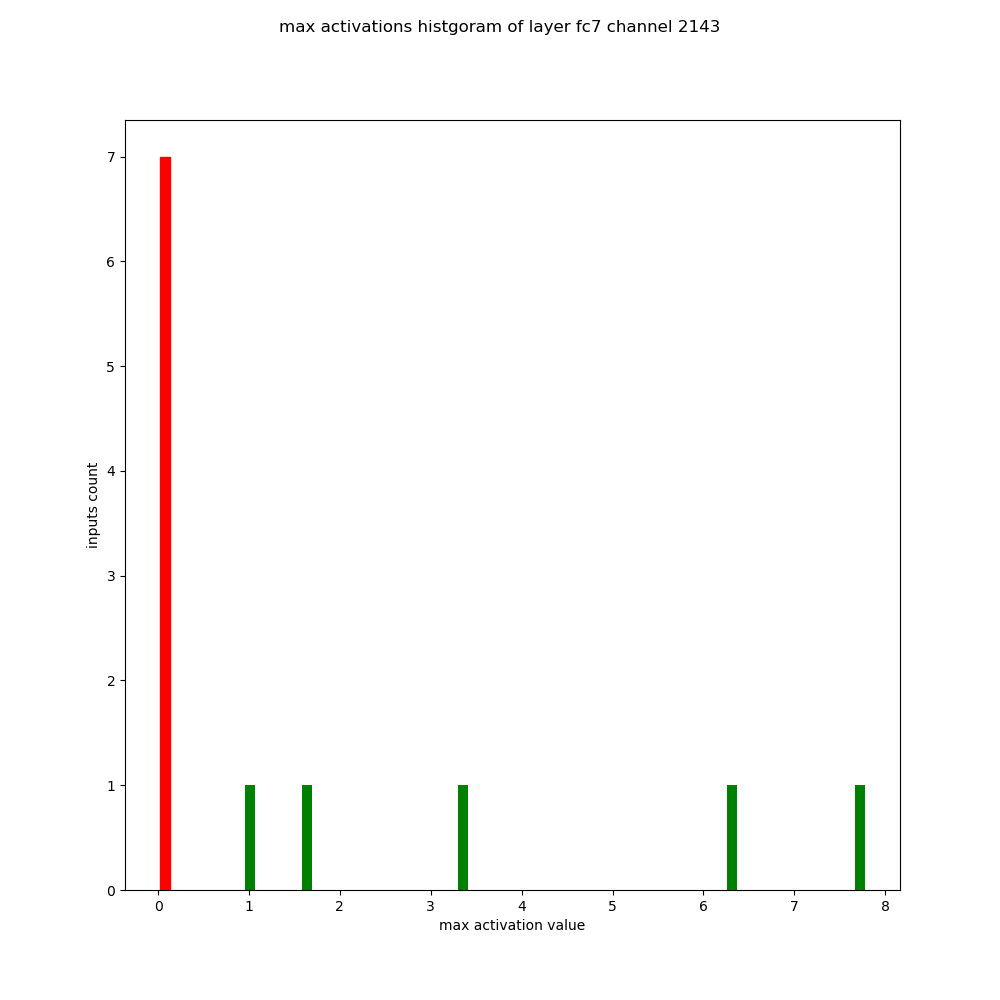 max activations histgoram of layer fc7 channel 2143
7
6
5
4
3
2
1
0
inputs count
0 1 2 3 4 5 6 7 8
max activation value